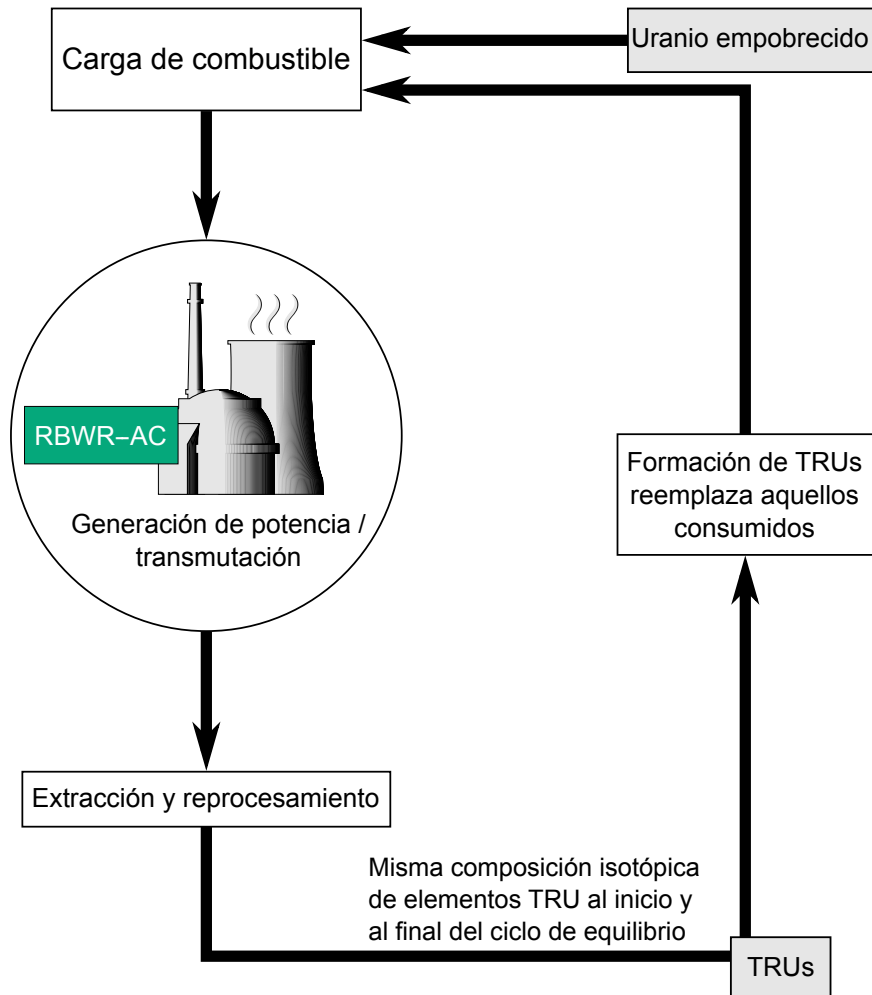 Uranio empobrecido
Carga de combustible
RBWR–AC
Generación de potencia /
transmutación
Formación de TRUs
reemplaza aquellos
consumidos
Extracción y reprocesamiento
Misma composición isotópica
de elementos TRU al inicio y
al final del ciclo de equilibrio
TRUs